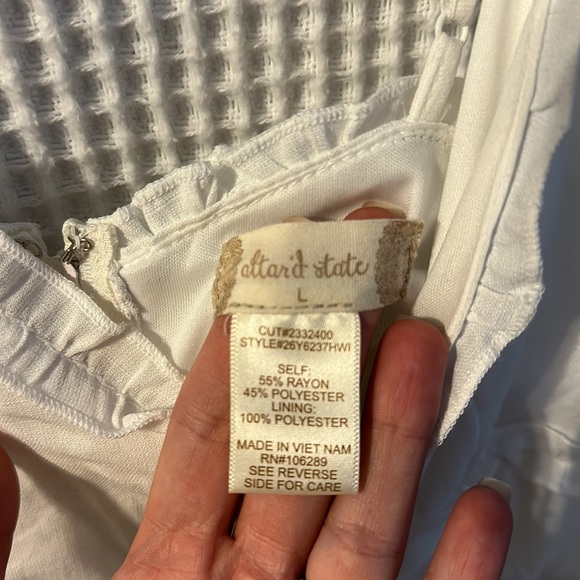 altar'd state
L
CUT#2332400
STYLE#26Y6237HWI
SELF:
55% RAYON
45% POLYESTER
LINING:
100% POLYESTER
MADE IN VIET NAM
RN#106289
SEE REVERSE
SIDE FOR CARE